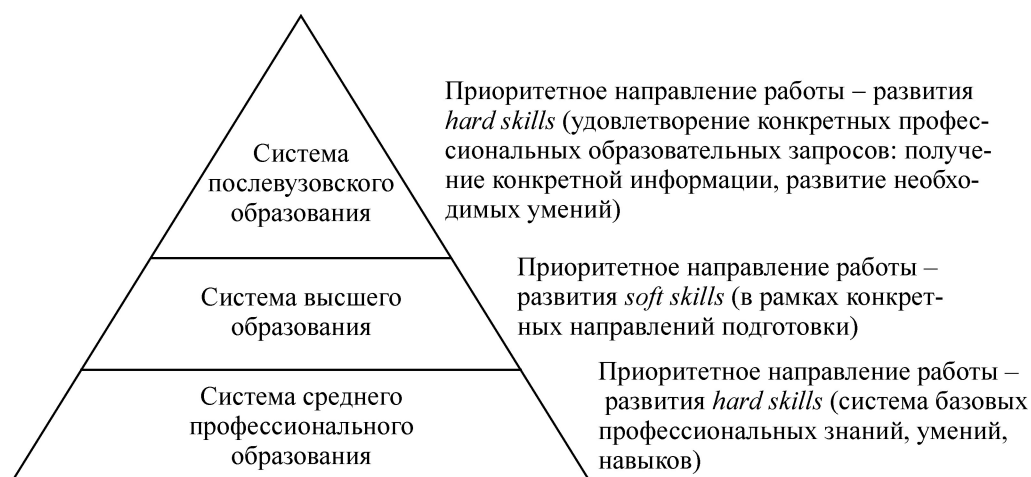 Система
послевузовского
образования
Приоритетное направление работы – развития
hard skills (удовлетворение конкретных профес-
сиональных образовательных запросов: получе-
ние конкретной информации, развитие необхо-
димых умений)
Система высшего
образования
Приоритетное направление работы –
развития soft skills (в рамках конкрет-
ных направлений подготовки)
Система среднего
профессионального
образования
Приоритетное направление работы –
развития hard skills (система базовых
профессиональных знаний, умений,
навыков)